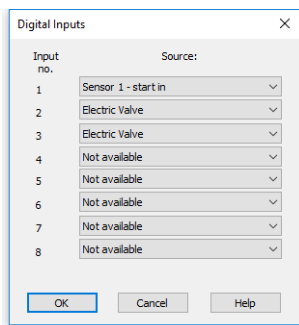 Digital Inputs
Input no. Source:
1 Sensor 1 - start in
2 Electric Valve
3 Electric Valve
4 Not available
5 Not available
6 Not available
7 Not available
8 Not available
OK Cancel Help